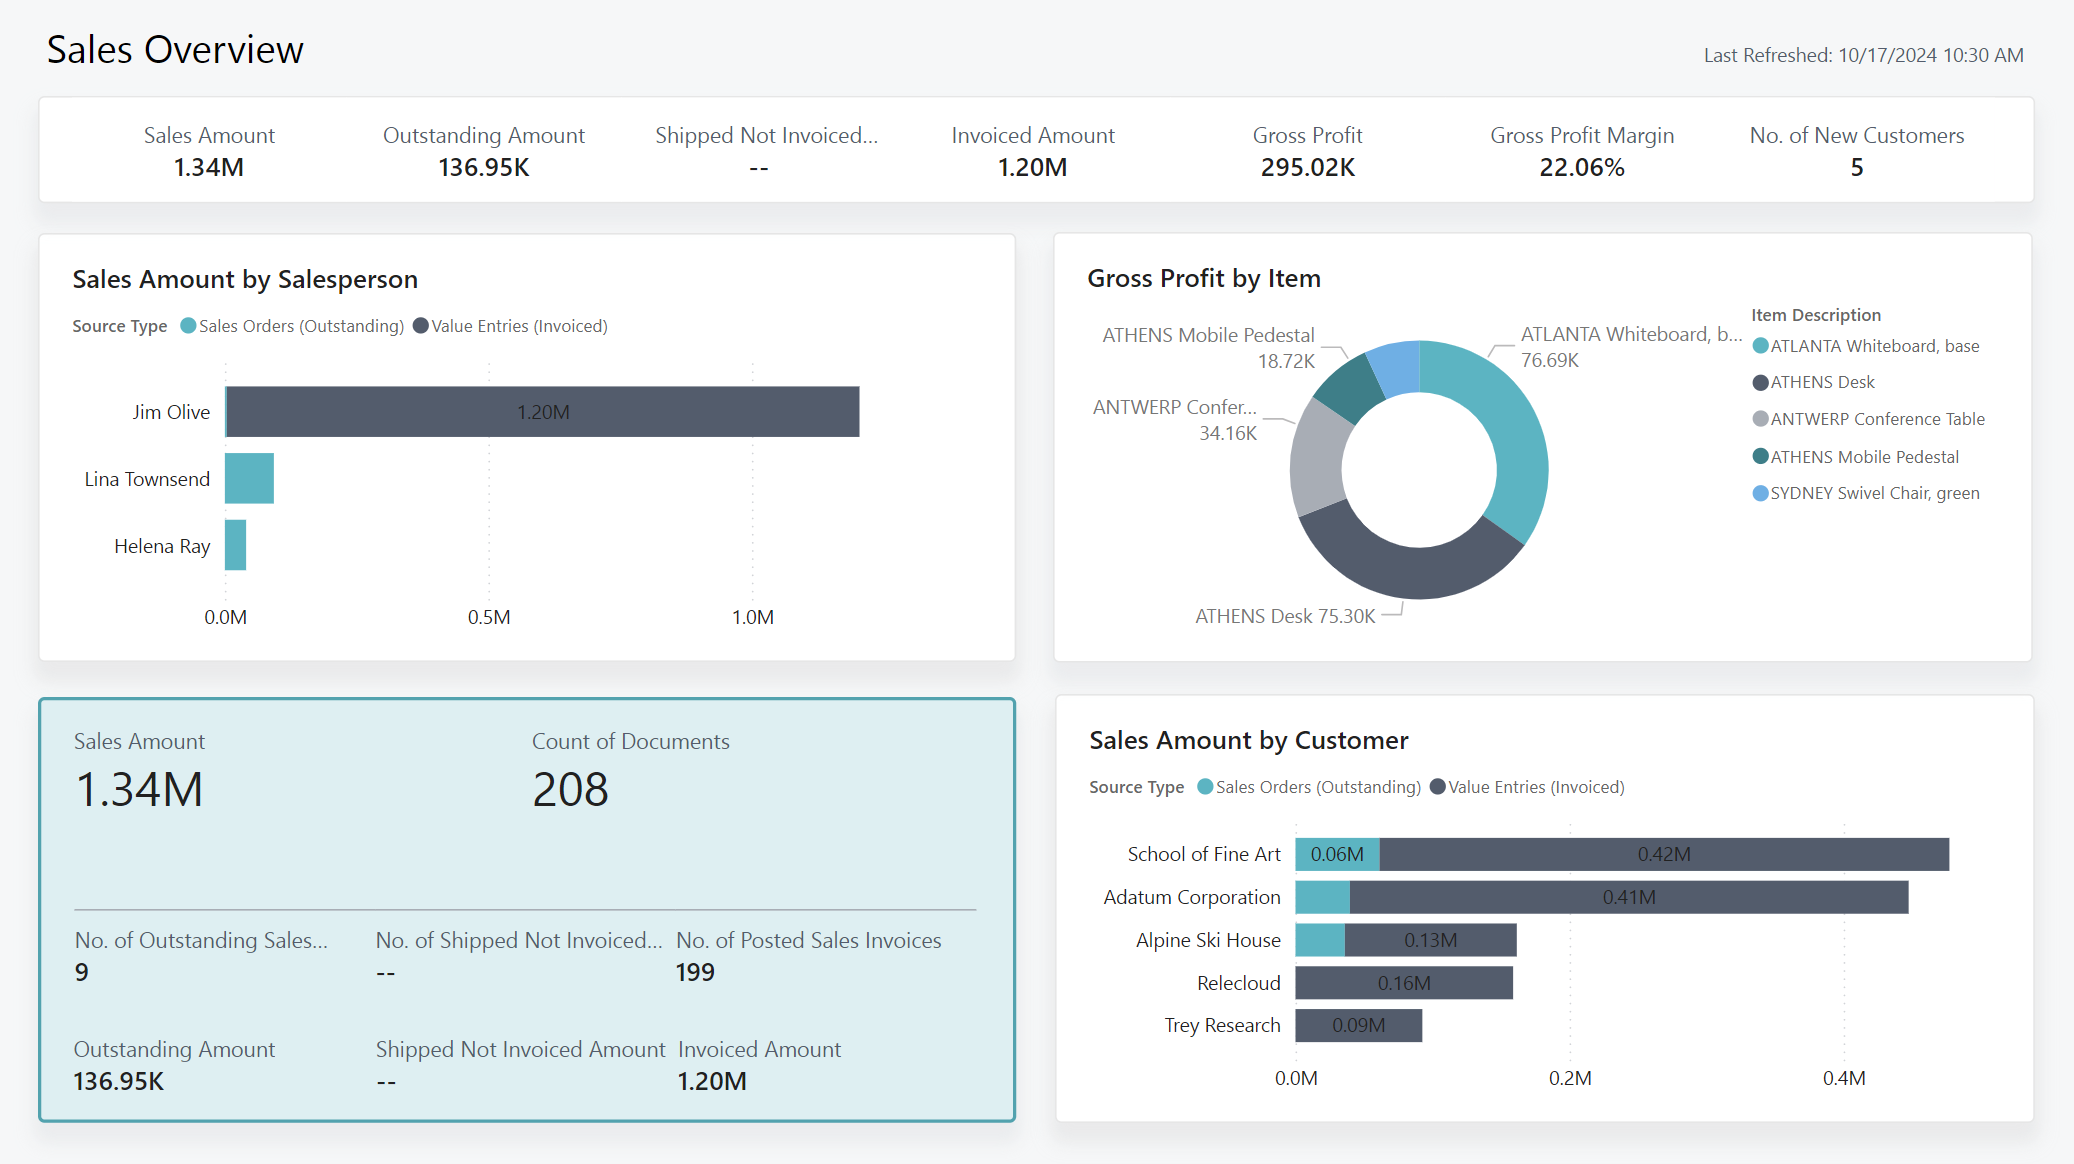 Sales Overview
Last Refreshed: 10/17/2024 10:30 AM
Sales Amount
1.34M
Outstanding Amount
136.95K
Shipped Not Invoiced...
--
Invoiced Amount
1.20M
Gross Profit
295.02K
Gross Profit Margin
22.06%
No. of New Customers
5
Sales Amount by Salesperson
Source Type Sales Orders (Outstanding) Value Entries (Invoiced)
Jim Olive 1.20M
Lina Townsend
Helena Ray
0.0M 0.5M 1.0M
Gross Profit by Item
ATHENS Mobile Pedestal
18.72K
ATLANTA Whiteboard, b...
76.69K
ANTWERP Confer...
34.16K
ATHENS Desk 75.30K
Item Description
ATLANTA Whiteboard, base
ATHENS Desk
ANTWERP Conference Table
ATHENS Mobile Pedestal
SYDNEY Swivel Chair, green
Sales Amount
1.34M
Count of Documents
208
No. of Outstanding Sales...
9
No. of Shipped Not Invoiced...
--
No. of Posted Sales Invoices
199
Outstanding Amount
136.95K
Shipped Not Invoiced Amount
--
Invoiced Amount
1.20M
Sales Amount by Customer
Source Type Sales Orders (Outstanding) Value Entries (Invoiced)
School of Fine Art 0.06M 0.42M
Adatum Corporation 0.41M
Alpine Ski House 0.13M
Relecloud 0.16M
Trey Research 0.09M
0.0M 0.2M 0.4M